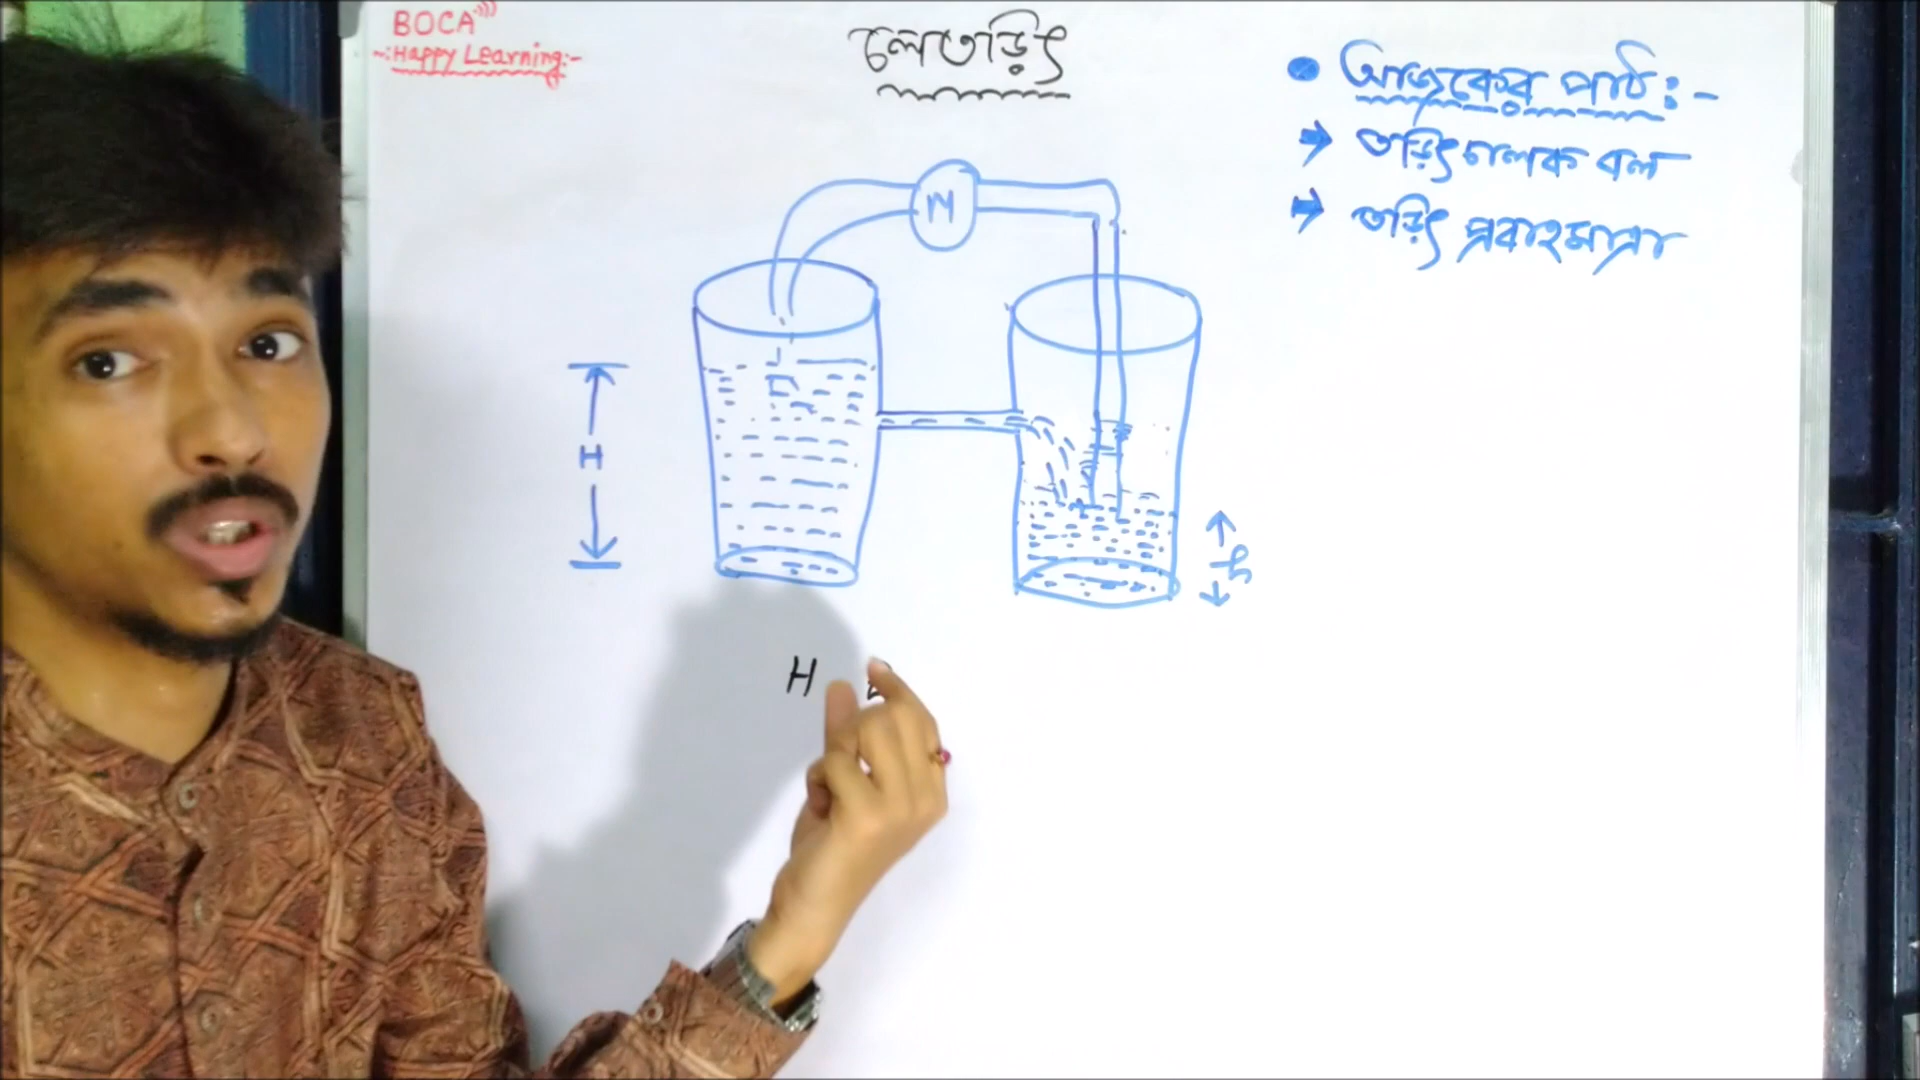 BOCA
~:Happy Learning:-
চলতড়িৎ
• আজকের পাঠ:-
→ তড়িৎচালক বল
→ তড়িৎ প্রবাহমাত্রা
M
H
h
H